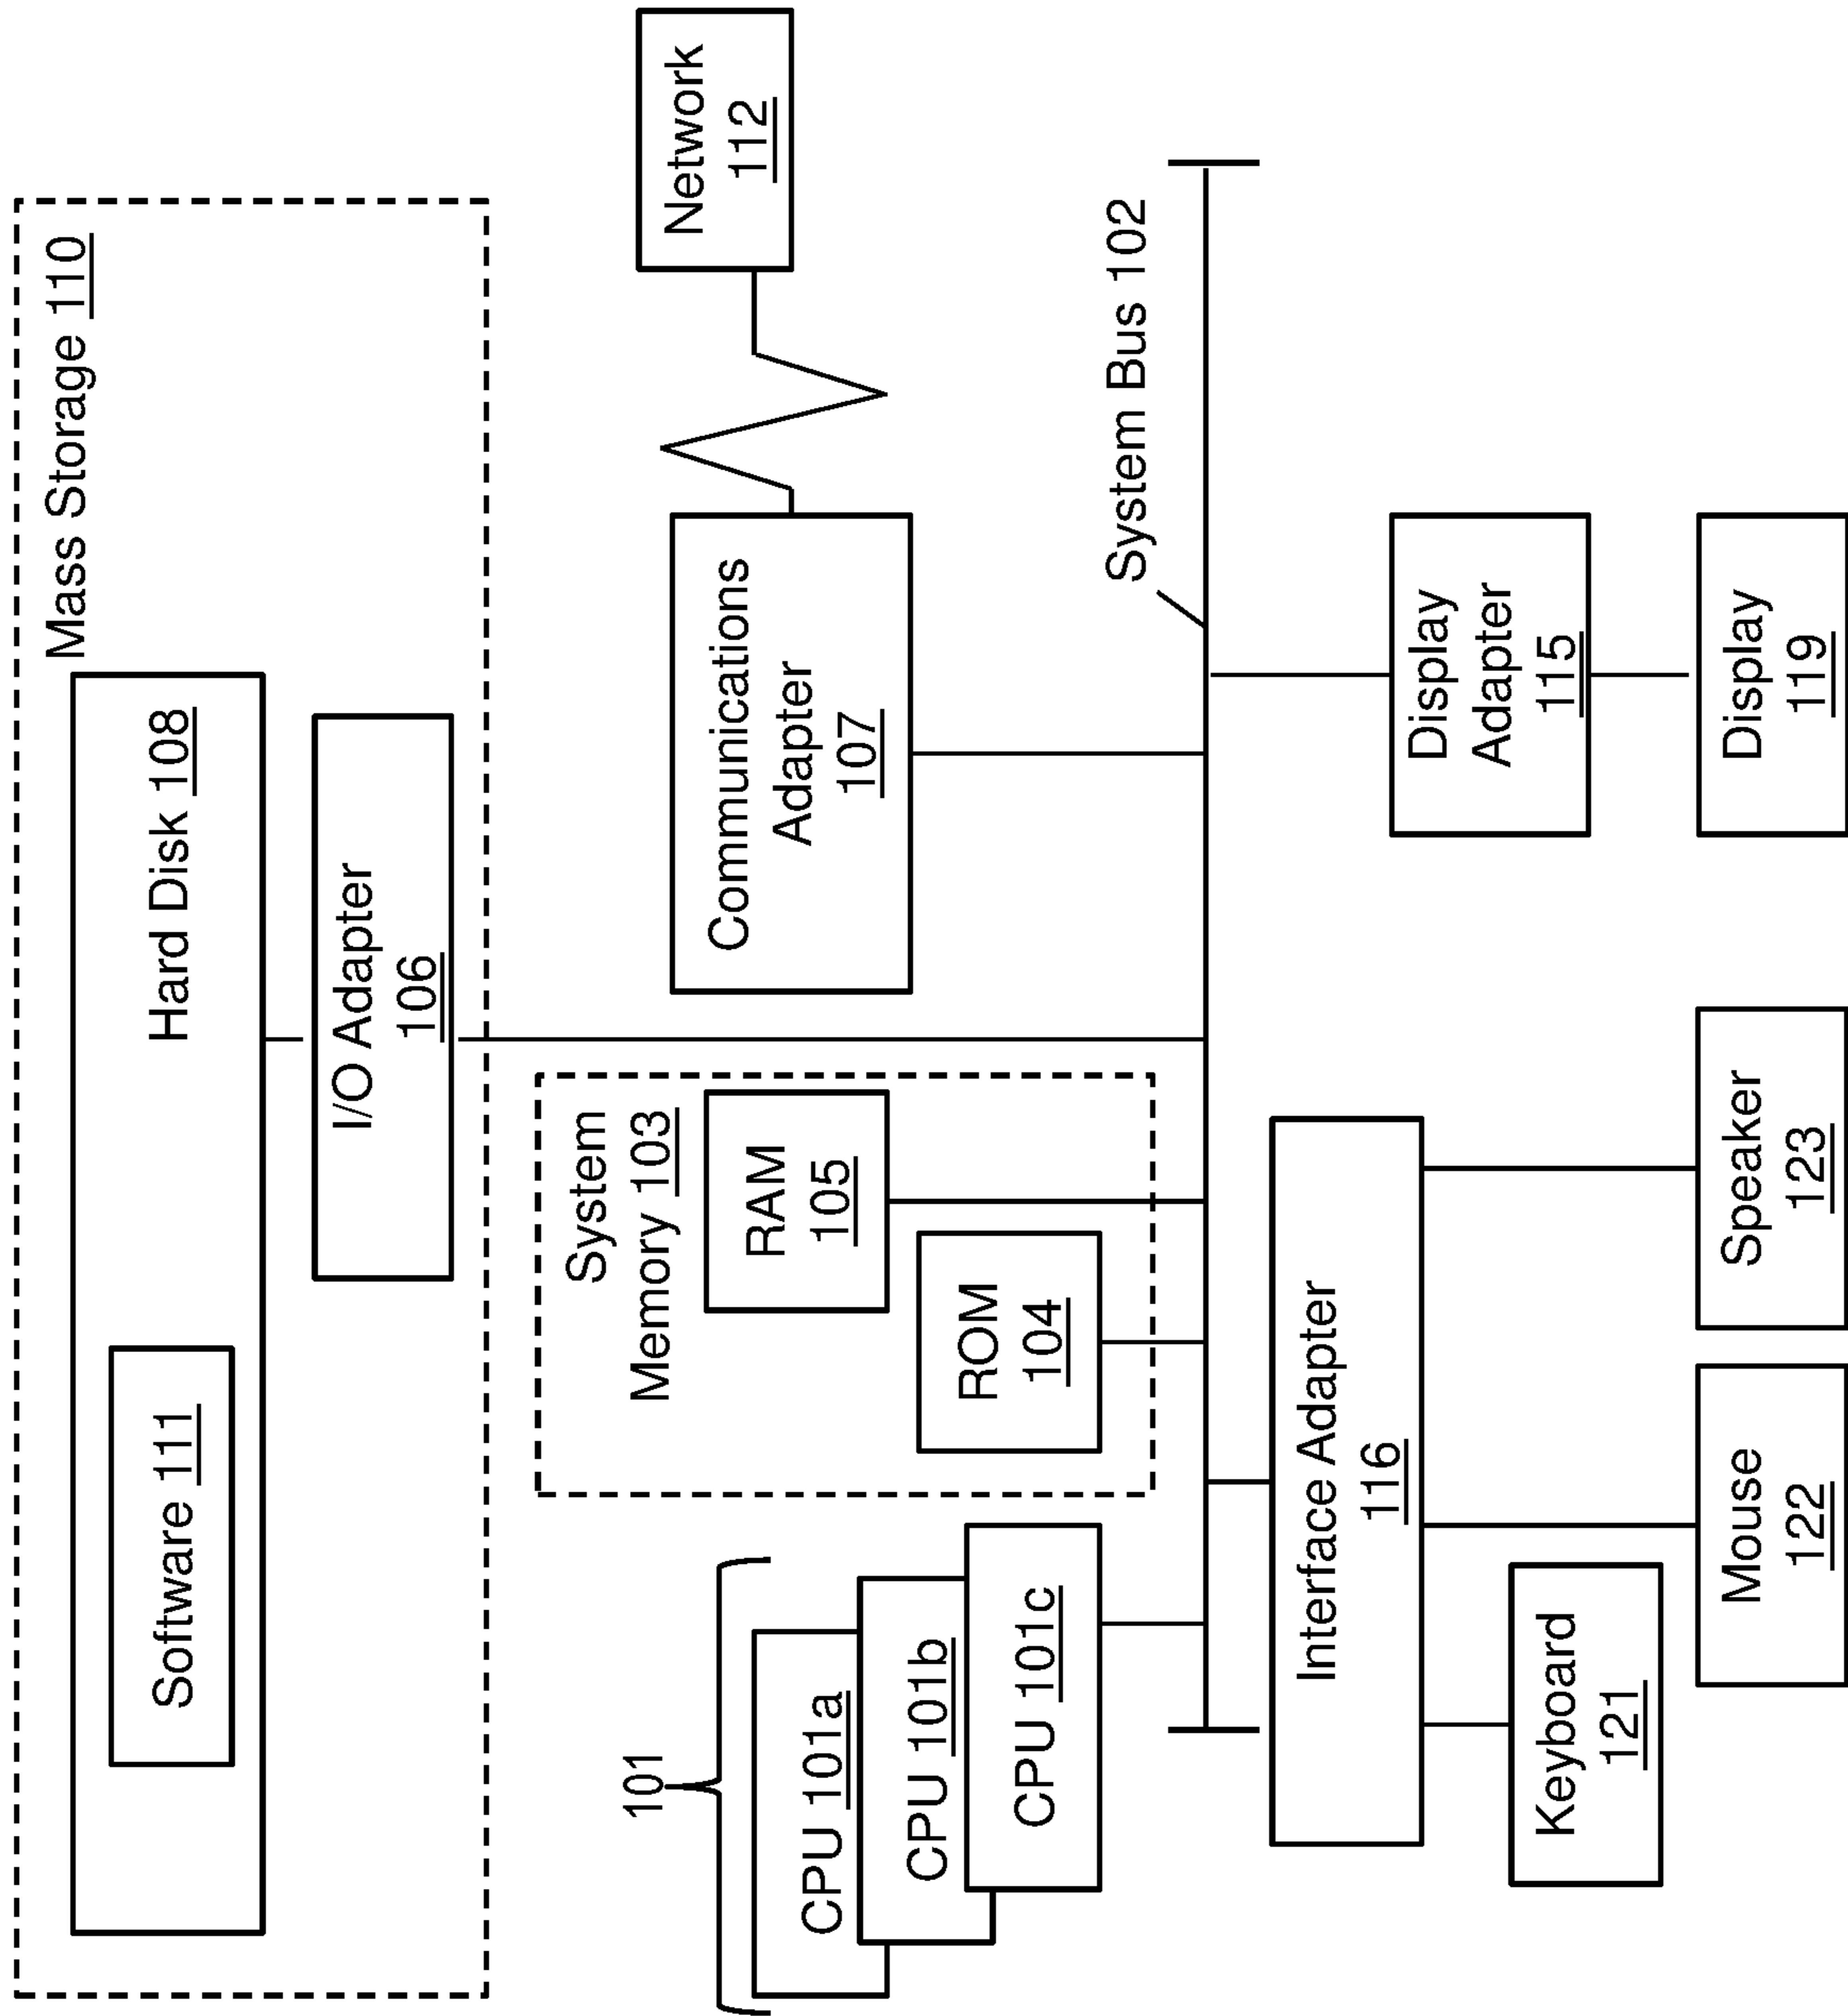 Mass Storage 110
Hard Disk 108
Software 111
I/O Adapter
106
101
CPU 101a
CPU 101b
CPU 101c
System
Memory 103
RAM
105
ROM
104
Communications
Adapter
107
Network
112
System Bus 102
Interface Adapter
116
Display
Adapter
115
Keyboard
121
Mouse
122
Speaker
123
Display
119